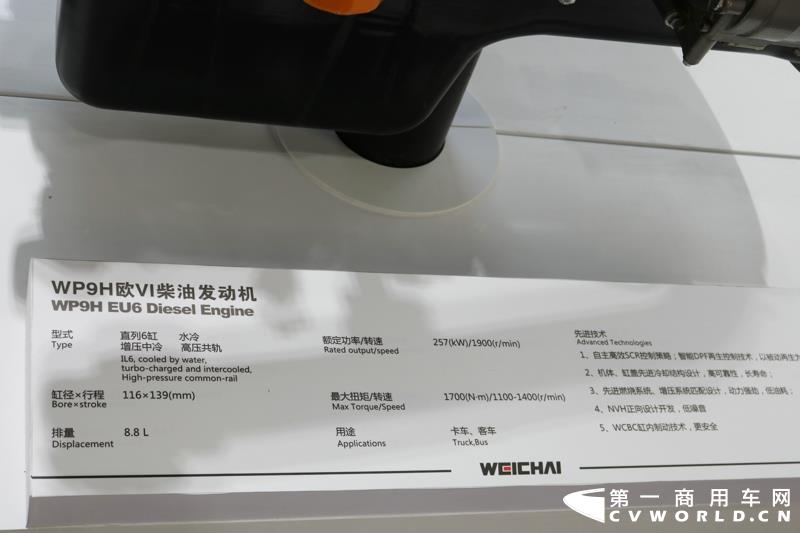 WP9H欧VI柴油发动机
WP9H EU6 Diesel Engine
型式 直列6缸 水冷
Type 增压中冷 高压共轨
IL6, cooled by water,
turbo-charged and intercooled,
High-pressure common-rail
缸径×行程 116×139(mm)
Bore×stroke
排量 8.8 L
Displacement
额定功率/转速 257(kW)/1900(r/min)
Rated output/speed
最大扭矩/转速 1700(N·m)/1100-1400(r/min)
Max Torque/Speed
用途 卡车、客车
Applications Truck,Bus
先进技术
Advanced Technologies
1、自主高效SCR控制策略；智能DPF再生控制技术，以被动再生为
2、机体、缸盖先进冷却结构设计，高可靠性，长寿命；
3、先进燃烧系统、增压系统匹配设计，动力强劲，低油耗；
4、NVH正向设计开发，低噪音
5、WCBC缸内制动技术，更安全
WEICHAI
第一商用车网
CVWORLD.CN